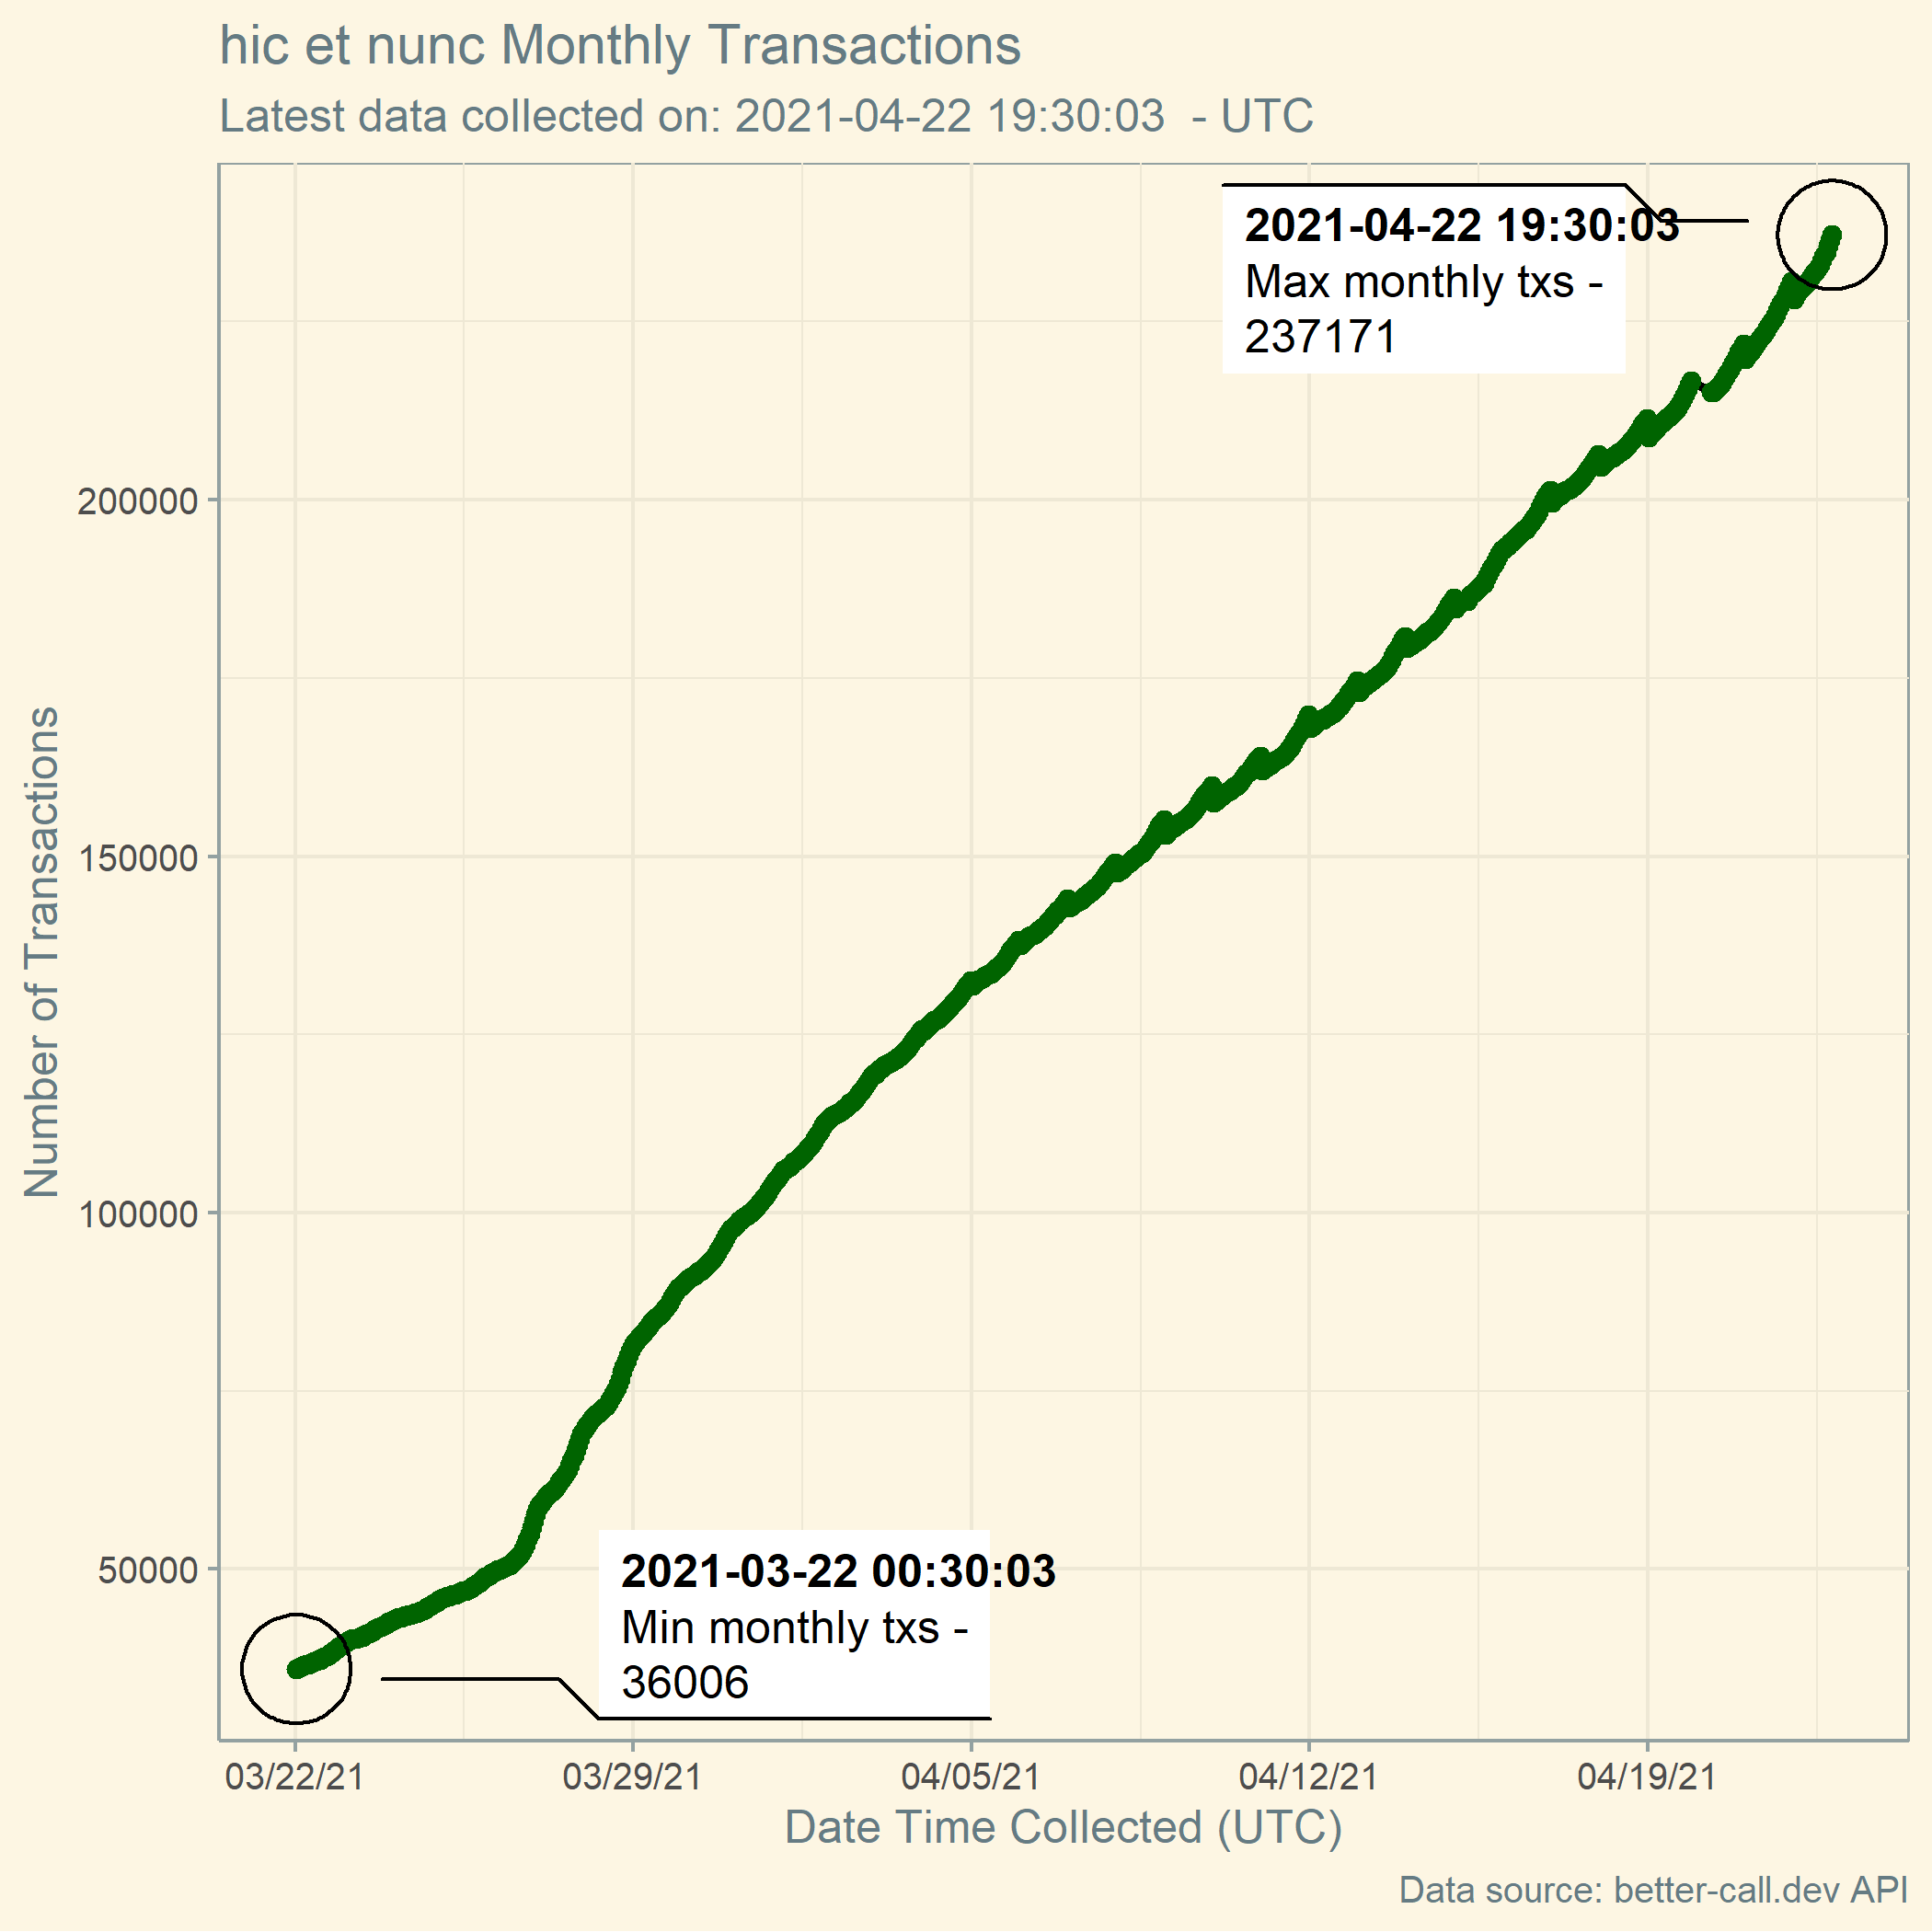 hic et nunc Monthly Transactions
Latest data collected on: 2021-04-22 19:30:03 - UTC
2021-04-22 19:30:03
Max monthly txs -
237171
200000
150000
100000
50000
Number of Transactions
2021-03-22 00:30:03
Min monthly txs -
36006
03/22/21 03/29/21 04/05/21 04/12/21 04/19/21
Date Time Collected (UTC)
Data source: better-call.dev API